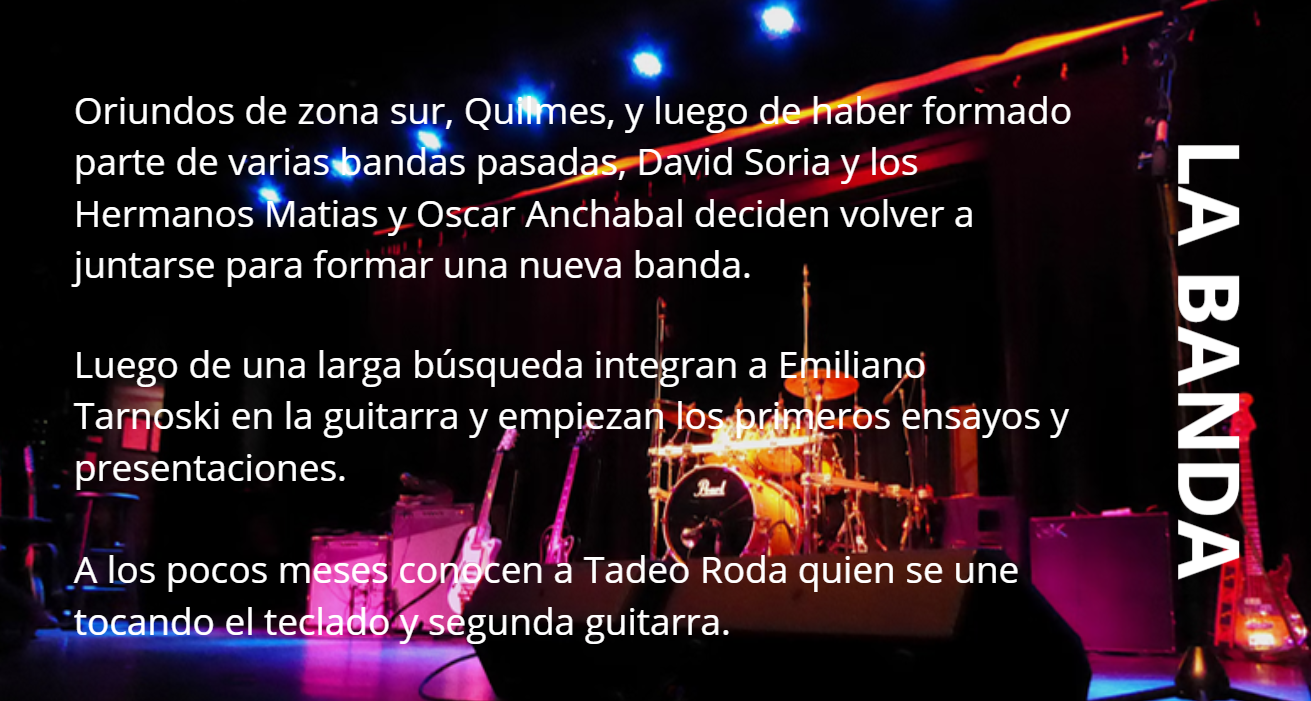 Oriundos de zona sur, Quilmes, y luego de haber formado
parte de varias bandas pasadas, David Soria y los
Hermanos Matias y Oscar Anchabal deciden volver a
juntarse para formar una nueva banda.
Luego de una larga búsqueda integran a Emiliano
Tarnoski en la guitarra y empiezan los primeros ensayos y
presentaciones.
A los pocos meses conocen a Tadeo Roda quien se une
tocando el teclado y segunda guitarra.
LA BANDA
Pearl